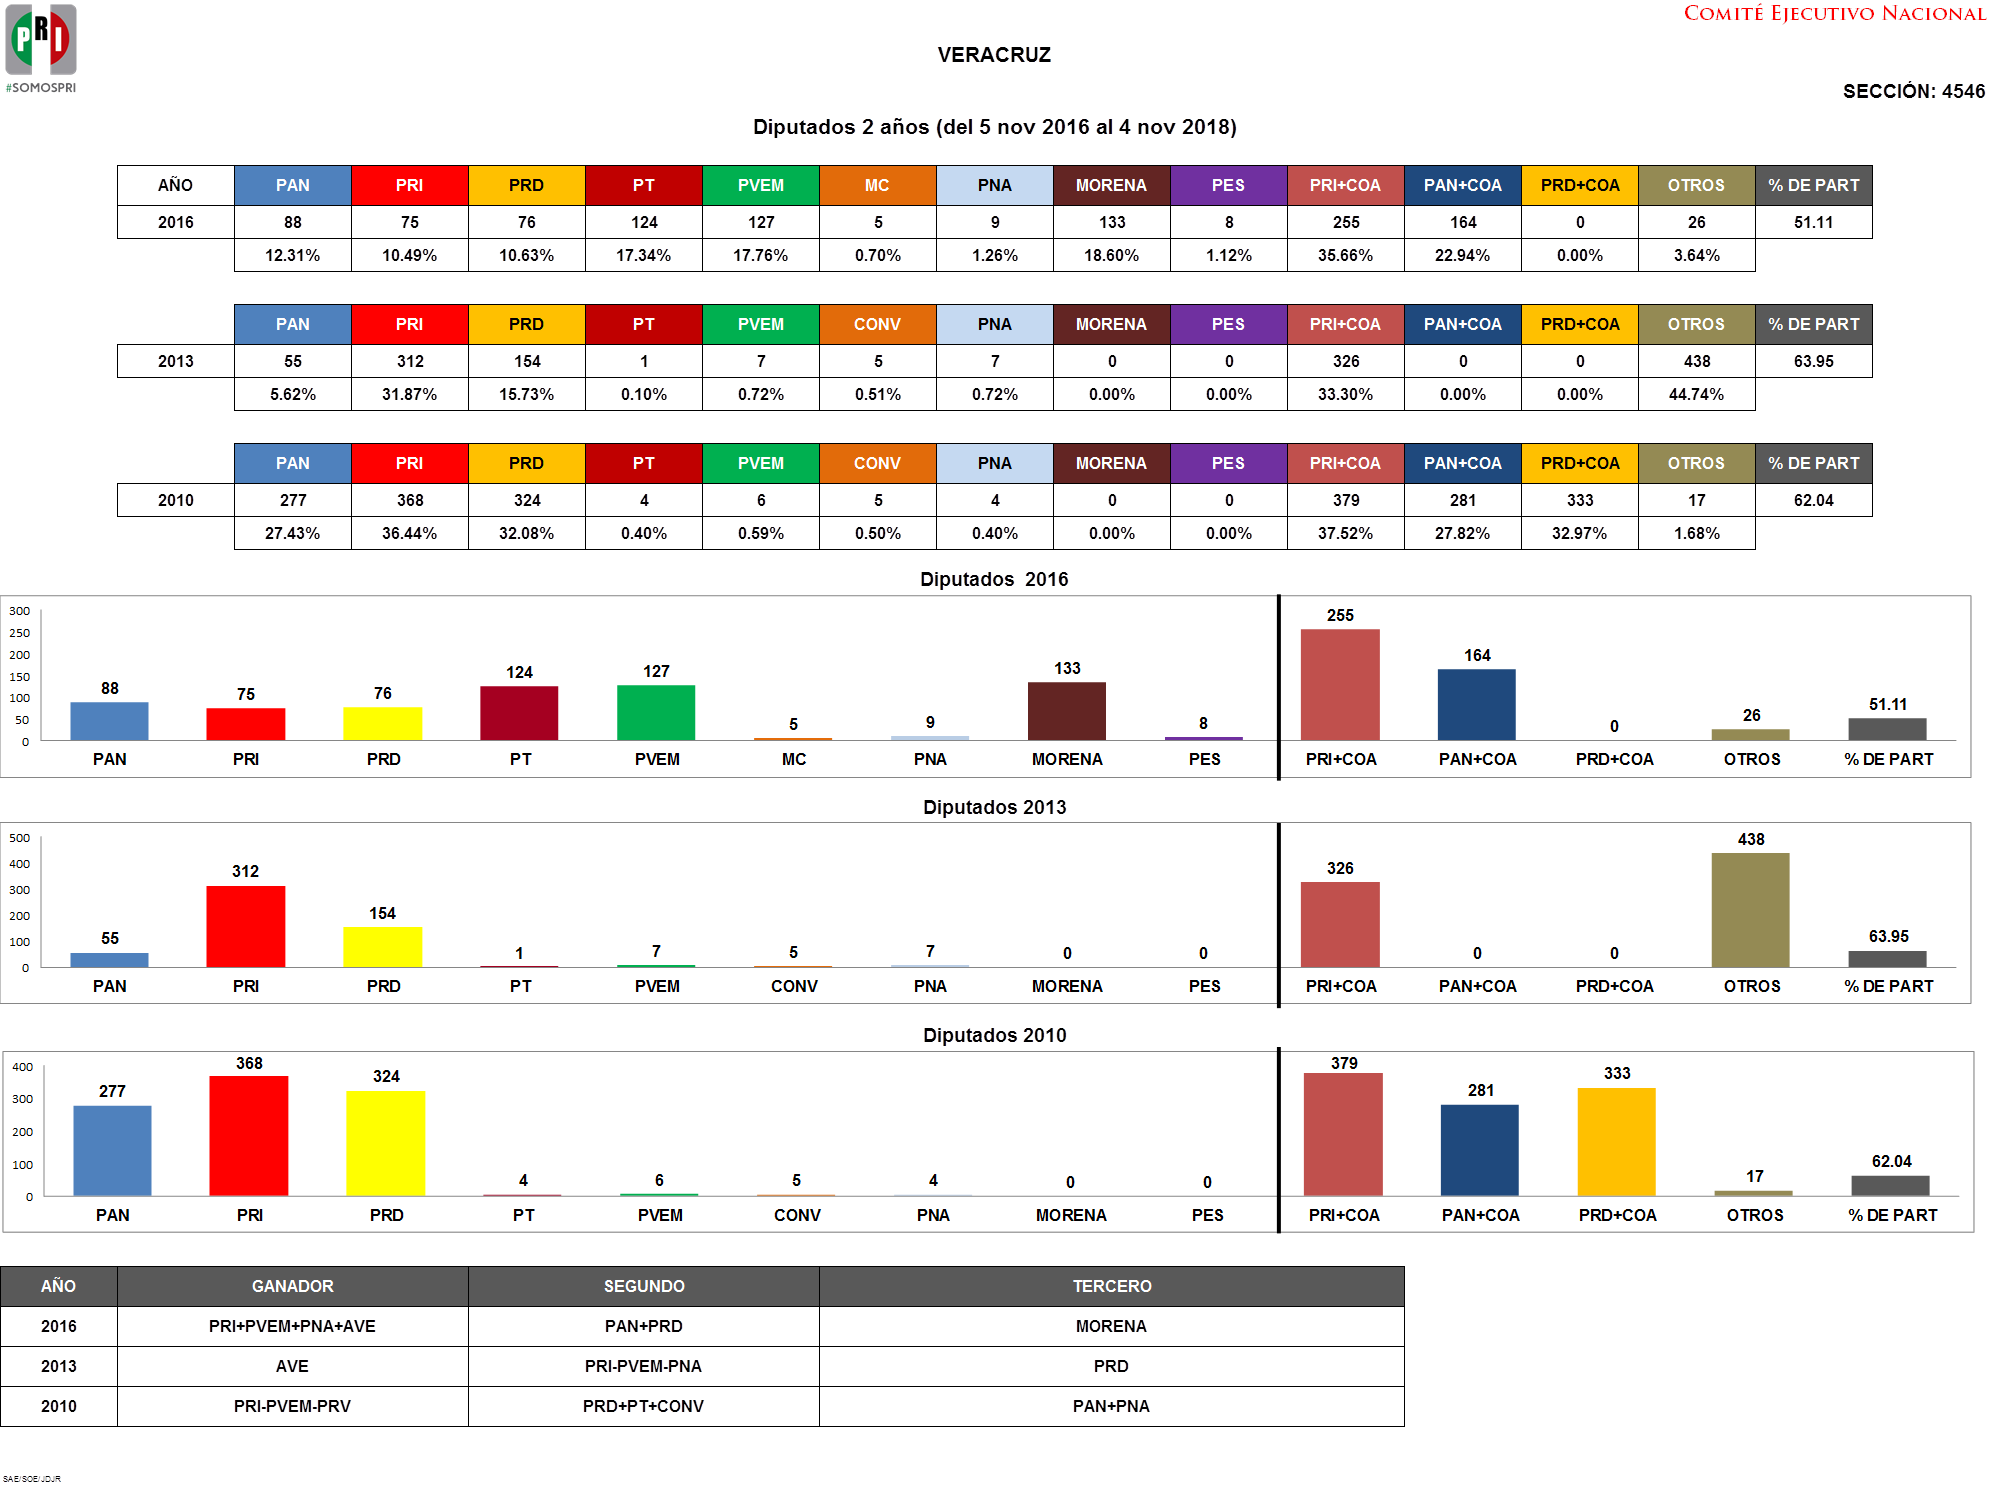 PRI
#SOMOSPRI
COMITÉ EJECUTIVO NACIONAL
VERACRUZ
SECCIÓN: 4546
Diputados 2 años (del 5 nov 2016 al 4 nov 2018)
AÑO PAN PRI PRD PT PVEM MC PNA MORENA PES PRI+COA PAN+COA PRD+COA OTROS % DE PART
2016 88 75 76 124 127 5 9 133 8 255 164 0 26 51.11
12.31% 10.49% 10.63% 17.34% 17.76% 0.70% 1.26% 18.60% 1.12% 35.66% 22.94% 0.00% 3.64%
PAN PRI PRD PT PVEM CONV PNA MORENA PES PRI+COA PAN+COA PRD+COA OTROS % DE PART
2013 55 312 154 1 7 5 7 0 0 326 0 0 438 63.95
5.62% 31.87% 15.73% 0.10% 0.72% 0.51% 0.72% 0.00% 0.00% 33.30% 0.00% 0.00% 44.74%
PAN PRI PRD PT PVEM CONV PNA MORENA PES PRI+COA PAN+COA PRD+COA OTROS % DE PART
2010 277 368 324 4 6 5 4 0 0 379 281 333 17 62.04
27.43% 36.44% 32.08% 0.40% 0.59% 0.50% 0.40% 0.00% 0.00% 37.52% 27.82% 32.97% 1.68%
Diputados 2016
300
250
200
150
100
50
0
88 75 76 124 127 5 9 133 8 255 164 0 26 51.11
PAN PRI PRD PT PVEM MC PNA MORENA PES PRI+COA PAN+COA PRD+COA OTROS % DE PART
Diputados 2013
500
400
300
200
100
0
55 312 154 1 7 5 7 0 0 326 0 0 438 63.95
PAN PRI PRD PT PVEM CONV PNA MORENA PES PRI+COA PAN+COA PRD+COA OTROS % DE PART
Diputados 2010
400
300
200
100
0
277 368 324 4 6 5 4 0 0 379 281 333 17 62.04
PAN PRI PRD PT PVEM CONV PNA MORENA PES PRI+COA PAN+COA PRD+COA OTROS % DE PART
AÑO GANADOR SEGUNDO TERCERO
2016 PRI+PVEM+PNA+AVE PAN+PRD MORENA
2013 AVE PRI-PVEM-PNA PRD
2010 PRI-PVEM-PRV PRD+PT+CONV PAN+PNA
SAE/SOE/JDJR